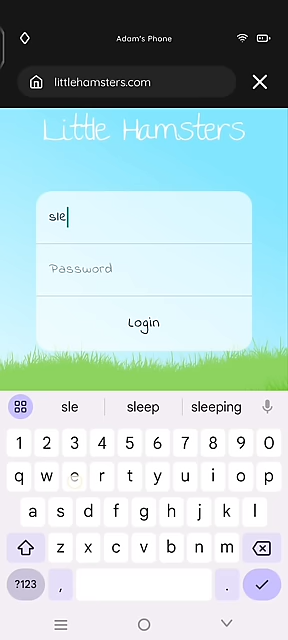 Adam's Phone
littlehamsters.com
Little Hamsters
sle
Password
Login
sle sleep sleeping
1 2 3 4 5 6 7 8 9 0
q w e r t y u i o p
a s d f g h j k l
z x c v b n m
?123 , .